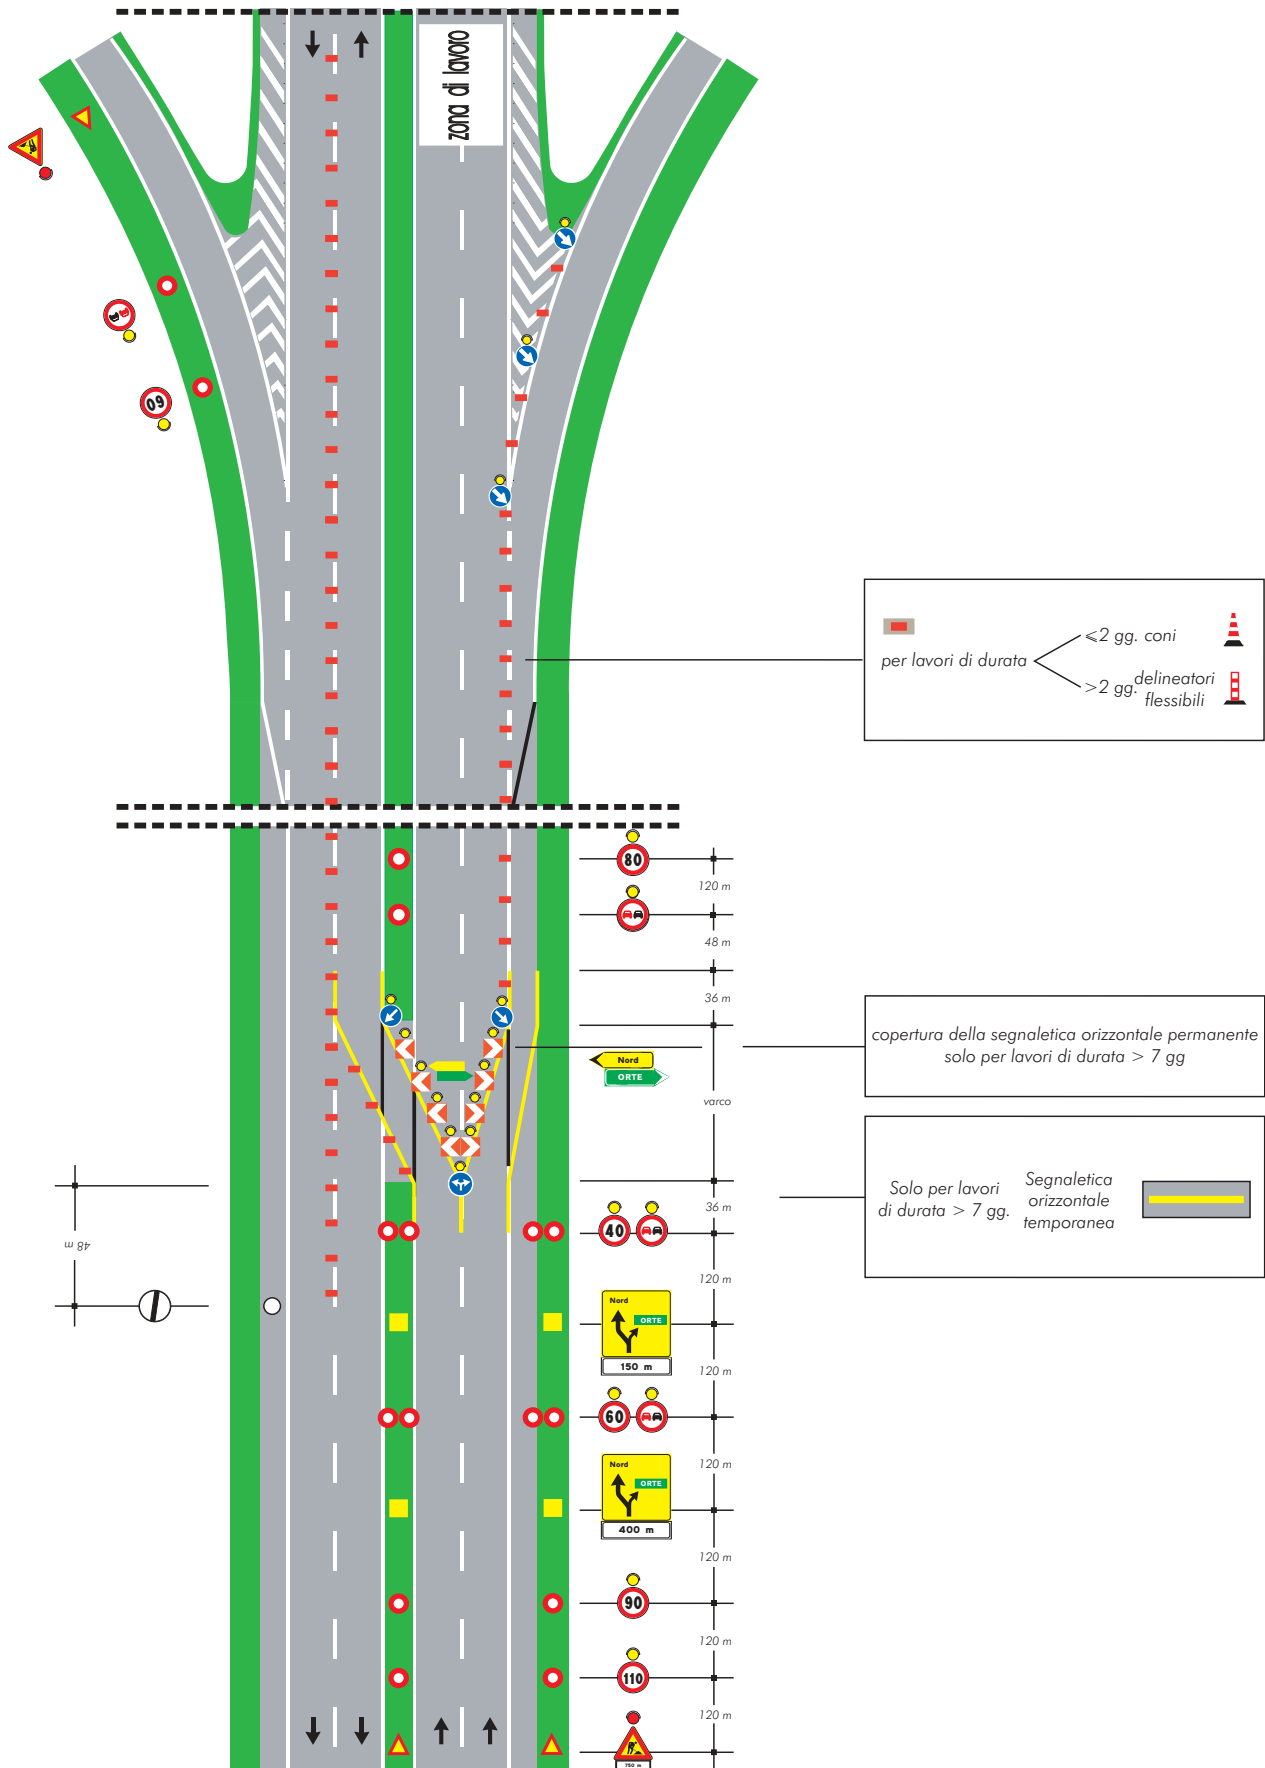 zona di lavoro
60
per lavori di durata
⩽2 gg. coni
>2 gg. delineatori
flessibili
80
120 m
48 m
36 m
copertura della segnaletica orizzontale permanente
solo per lavori di durata > 7 gg
Nord
ORTE
varco
Solo per lavori
di durata > 7 gg.
Segnaletica
orizzontale
temporanea
36 m
40
48 m
120 m
Nord
ORTE
150 m
120 m
60
120 m
Nord
ORTE
400 m
120 m
90
120 m
110
120 m
750 m